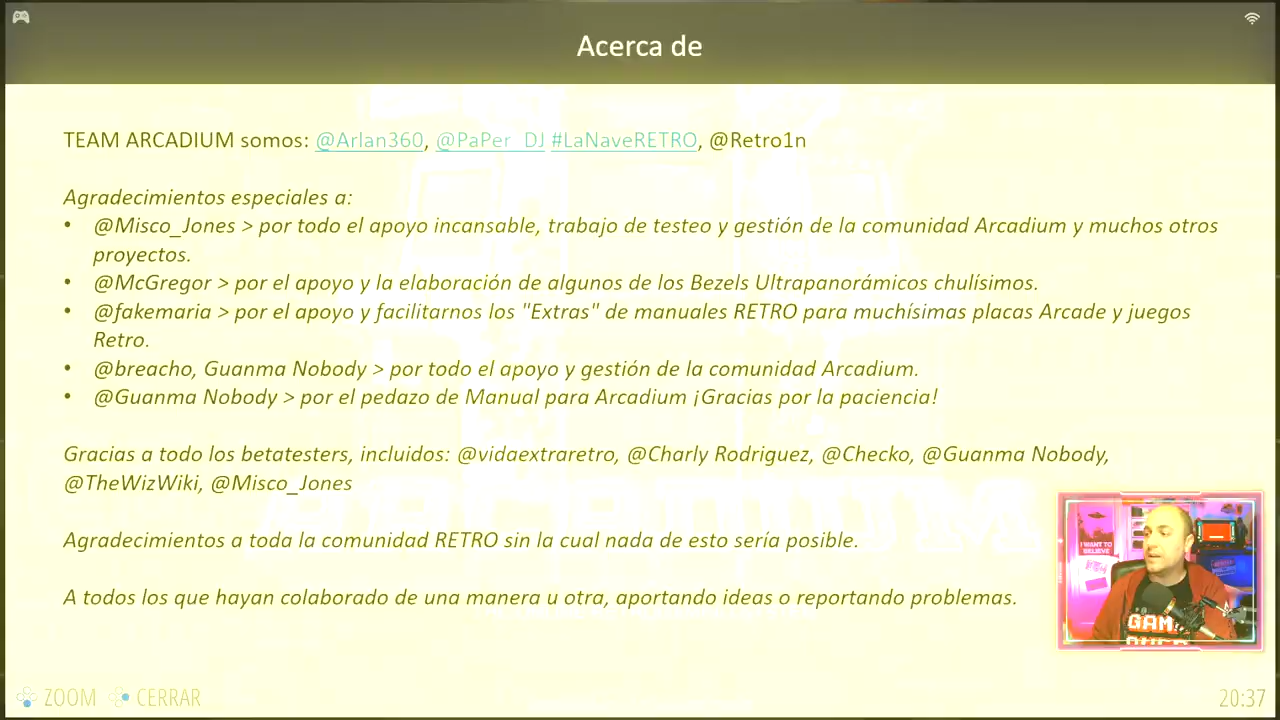 Acerca de
TEAM ARCADIUM somos: @Arlan360, @PaPer_DJ #LaNaveRETRO, @Retro1n
Agradecimientos especiales a:
• @Misco_Jones > por todo el apoyo incansable, trabajo de testeo y gestión de la comunidad Arcadium y muchos otros
proyectos.
• @McGregor > por el apoyo y la elaboración de algunos de los Bezels Ultrapanorámicos chulísimos.
• @fakemaria > por el apoyo y facilitarnos los "Extras" de manuales RETRO para muchísimas placas Arcade y juegos
Retro.
• @breacho, Guanma Nobody > por todo el apoyo y gestión de la comunidad Arcadium.
• @Guanma Nobody > por el pedazo de Manual para Arcadium ¡Gracias por la paciencia!
Gracias a todo los betatesters, incluidos: @vidaextraretro, @Charly Rodriguez, @Checko, @Guanma Nobody,
@TheWizWiki, @Misco_Jones
Agradecimientos a toda la comunidad RETRO sin la cual nada de esto sería posible.
A todos los que hayan colaborado de una manera u otra, aportando ideas o reportando problemas.
I WANT TO
BELIEVE
ZOOM CERRAR
20:37